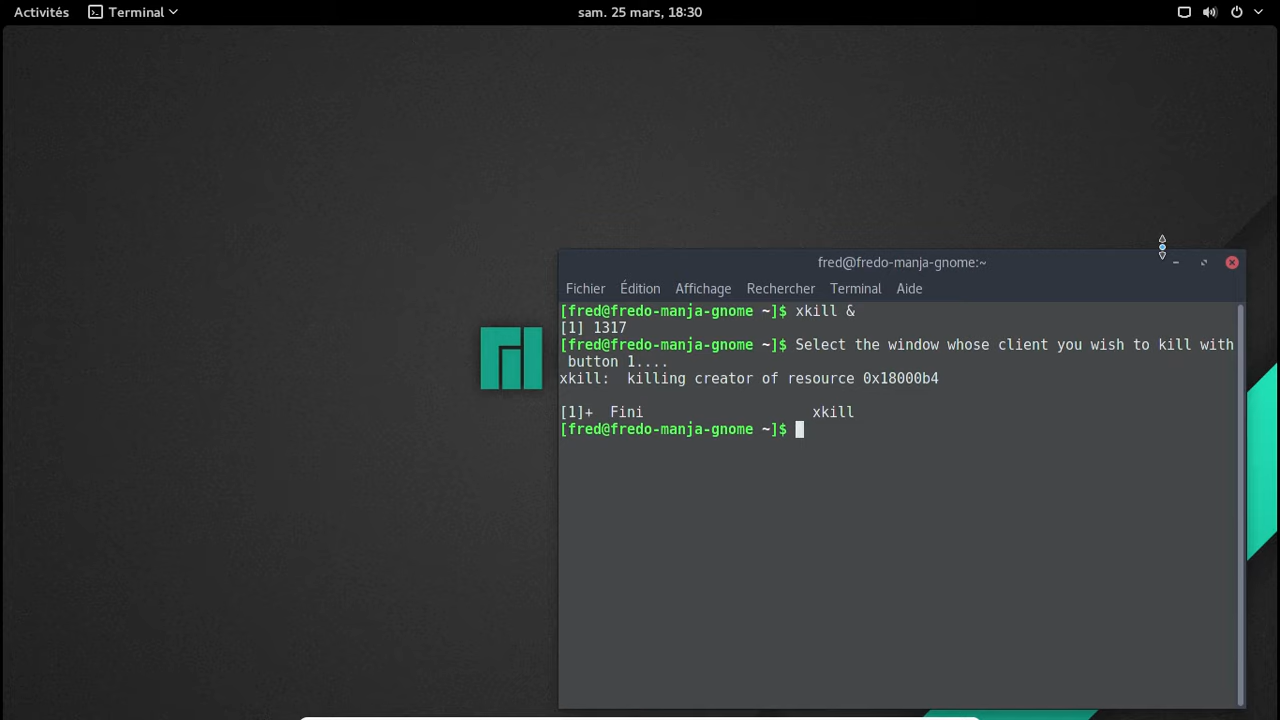 Activités Terminal sam. 25 mars, 18:30
fred@fredo-manja-gnome:~
Fichier Édition Affichage Rechercher Terminal Aide
[fred@fredo-manja-gnome ~]$ xkill &
[1] 1317
[fred@fredo-manja-gnome ~]$ Select the window whose client you wish to kill with
button 1....
xkill:  killing creator of resource 0x18000b4
[1]+  Fini                    xkill
[fred@fredo-manja-gnome ~]$